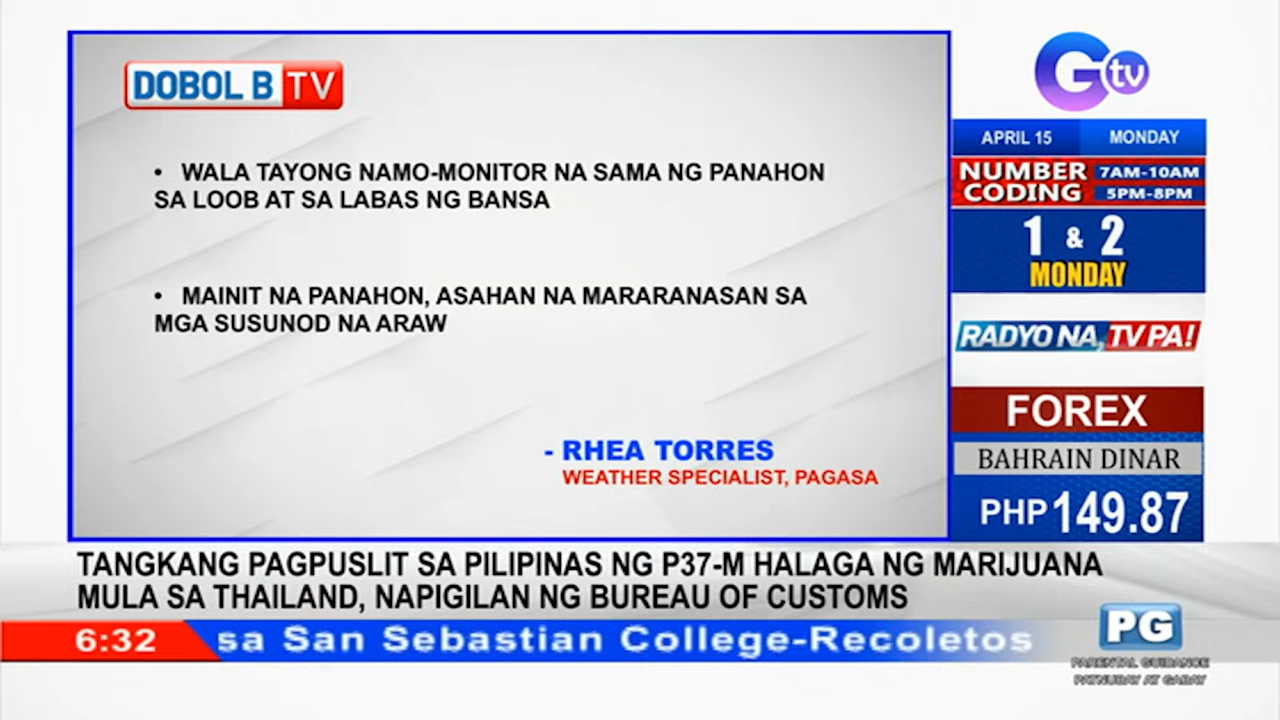 DOBOL B TV
• WALA TAYONG NAMO-MONITOR NA SAMA NG PANAHON
SA LOOB AT SA LABAS NG BANSA
• MAINIT NA PANAHON, ASAHAN NA MARARANASAN SA
MGA SUSUNOD NA ARAW
- RHEA TORRES
WEATHER SPECIALIST, PAGASA
Gtv
APRIL 15 MONDAY
NUMBER CODING 7AM-10AM 5PM-8PM
1 & 2
MONDAY
RADYO NA, TV PA!
FOREX
BAHRAIN DINAR
PHP 149.87
TANGKANG PAGPUSLIT SA PILIPINAS NG P37-M HALAGA NG MARIJUANA
MULA SA THAILAND, NAPIGILAN NG BUREAU OF CUSTOMS
6:32 sa San Sebastian College-Recoletos
PG
PARENTAL GUIDANCE
PATNUBAY AT GABAY